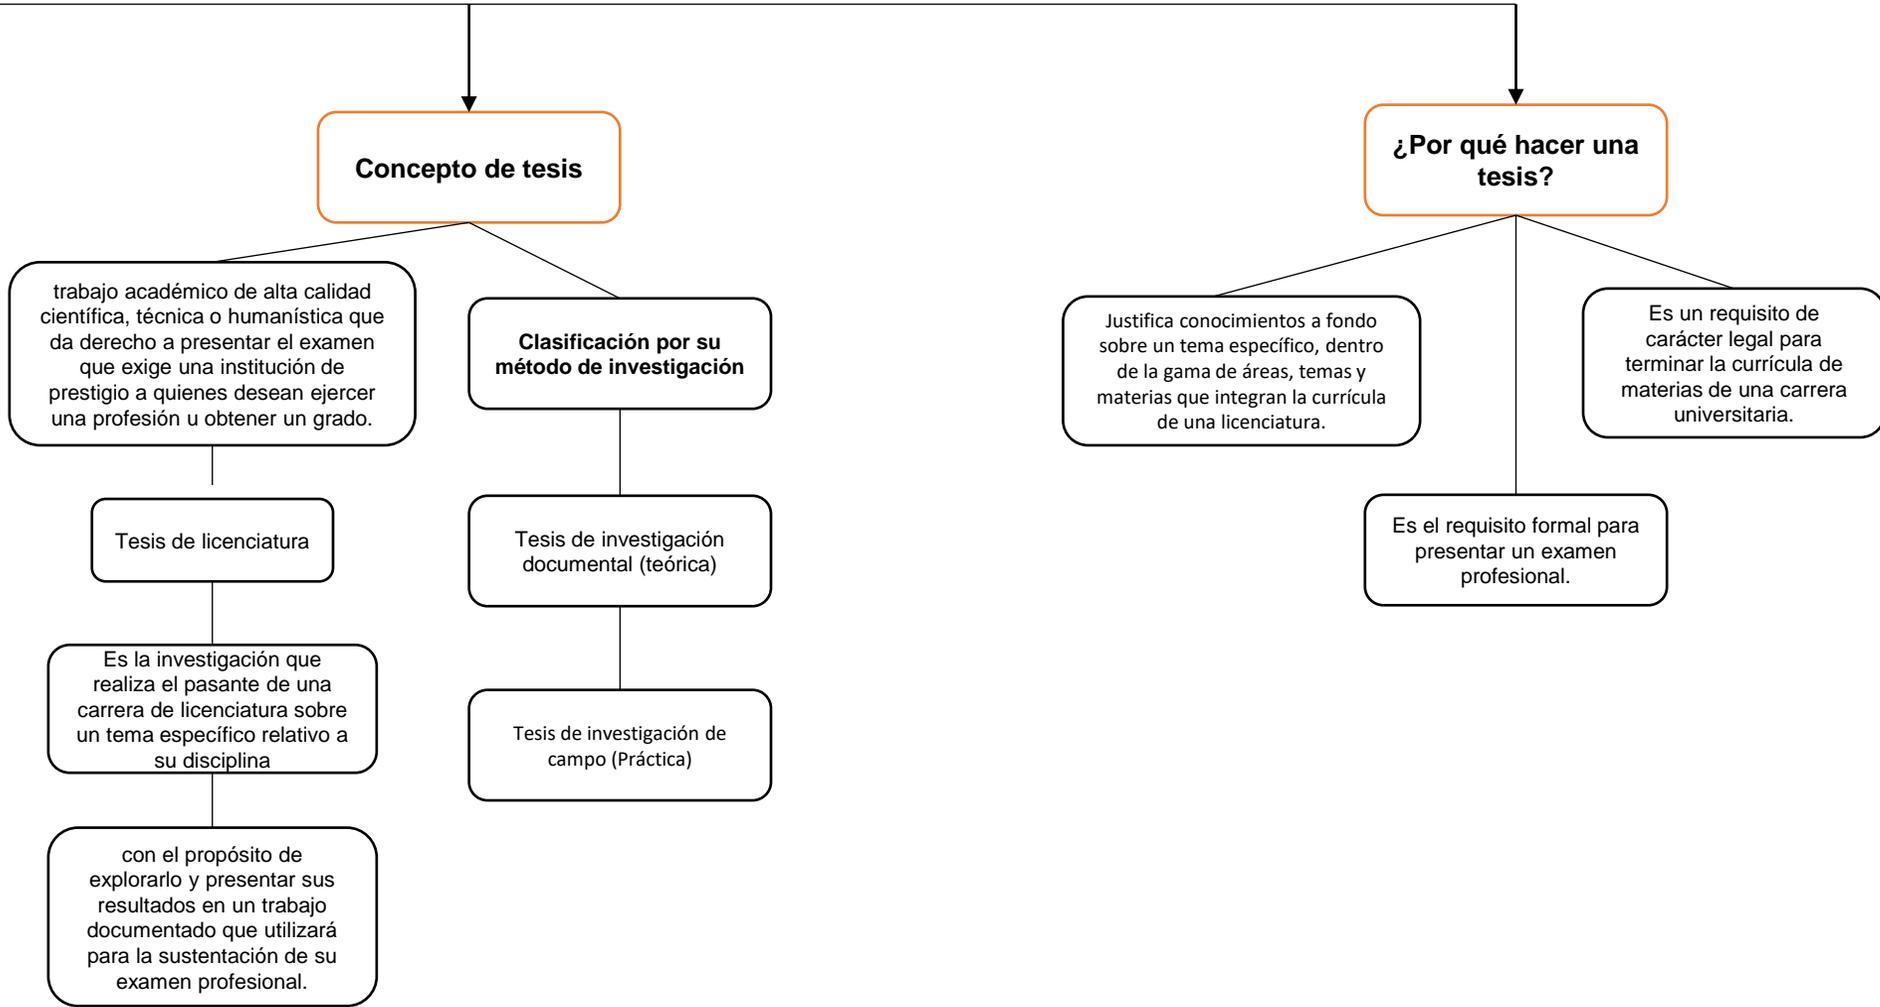 Concepto de tesis
trabajo académico de alta calidad
científica, técnica o humanística que
da derecho a presentar el examen
que exige una institución de
prestigio a quienes desean ejercer
una profesión u obtener un grado.
Tesis de licenciatura
Es la investigación que
realiza el pasante de una
carrera de licenciatura sobre
un tema específico relativo a
su disciplina
con el propósito de
explorarlo y presentar sus
resultados en un trabajo
documentado que utilizará
para la sustentación de su
examen profesional.
Clasificación por su
método de investigación
Tesis de investigación
documental (teórica)
Tesis de investigación de
campo (Práctica)
¿Por qué hacer una
tesis?
Justifica conocimientos a fondo
sobre un tema específico, dentro
de la gama de áreas, temas y
materias que integran la currícula
de una licenciatura.
Es el requisito formal para
presentar un examen
profesional.
Es un requisito de
carácter legal para
terminar la currícula de
materias de una carrera
universitaria.